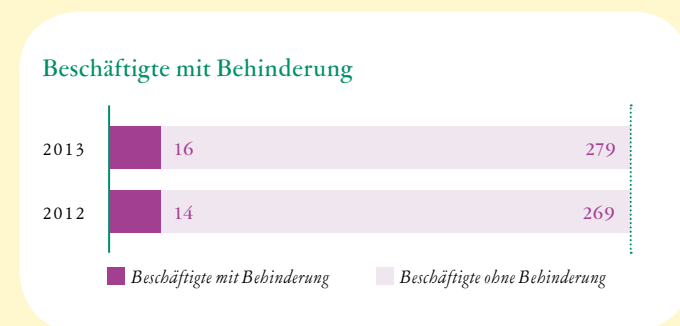 Beschäftigte mit Behinderung
2013 16 279
2012 14 269
Beschäftigte mit Behinderung Beschäftigte ohne Behinderung